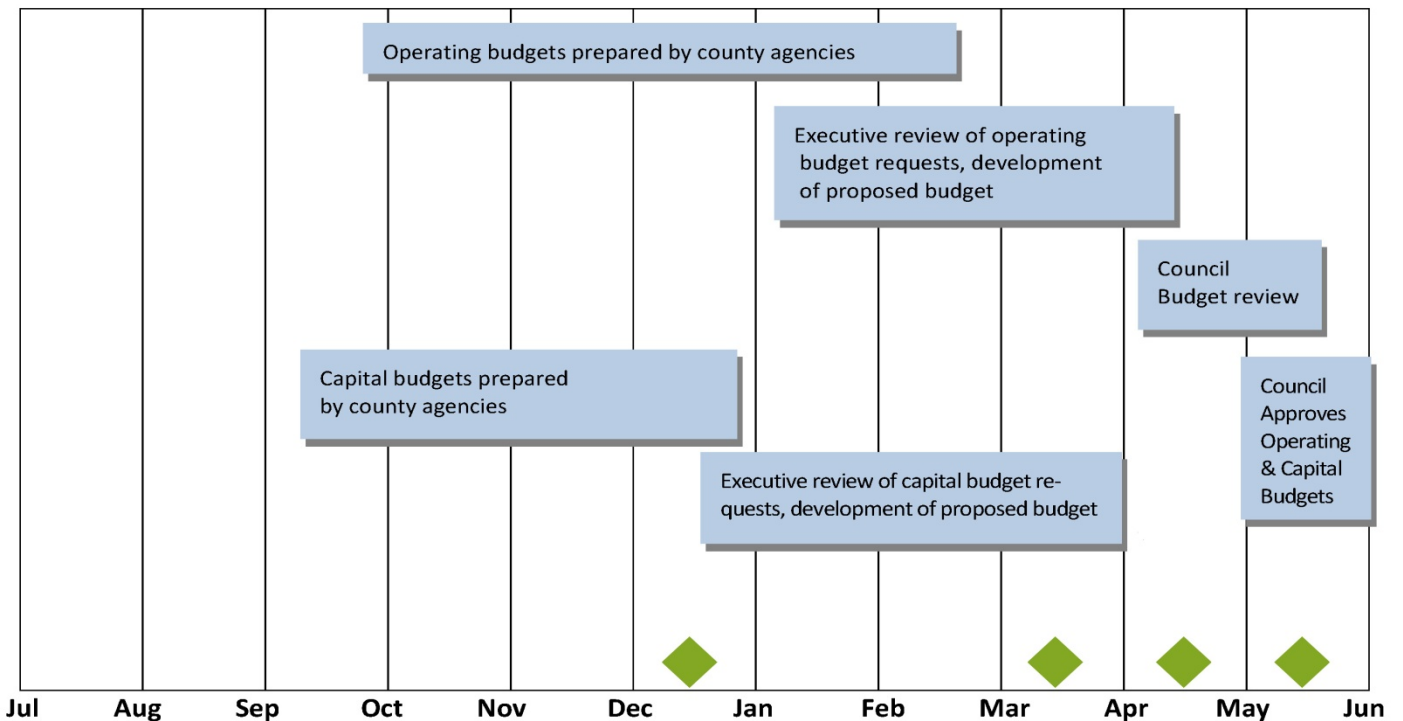 Operating budgets prepared by county agencies
Executive review of operating
budget requests, development
of proposed budget
Council
Budget review
Capital budgets prepared
by county agencies
Council
Approves
Operating
& Capital
Budgets
Executive review of capital budget re-
quests, development of proposed budget
Jul Aug Sep Oct Nov Dec Jan Feb Mar Apr May Jun